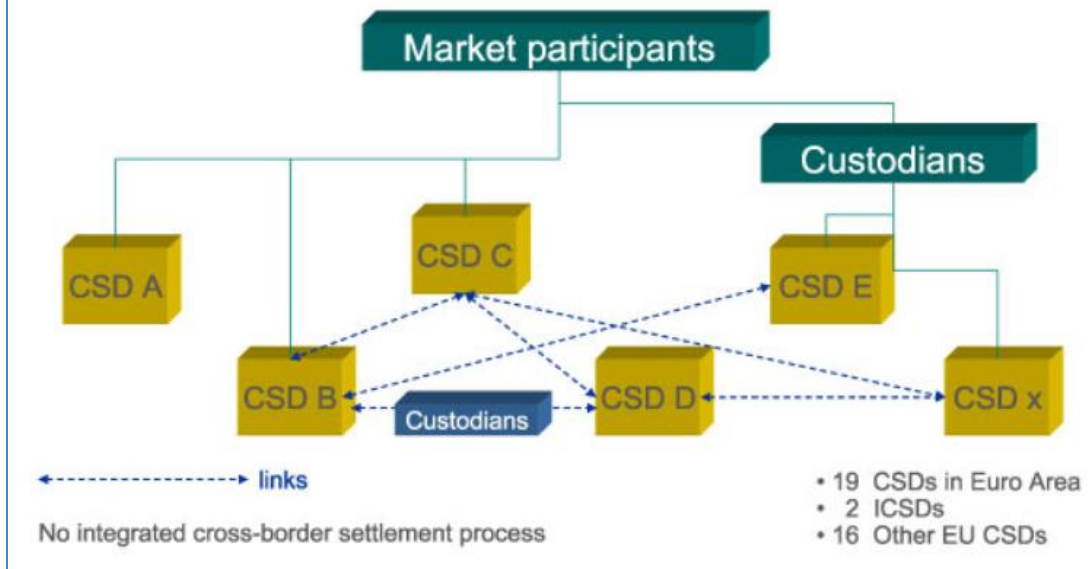 Market participants
Custodians
CSD A
CSD C
CSD E
CSD B
Custodians
CSD D
CSD x
links
No integrated cross-border settlement process
• 19 CSDs in Euro Area
• 2 ICSDs
• 16 Other EU CSDs